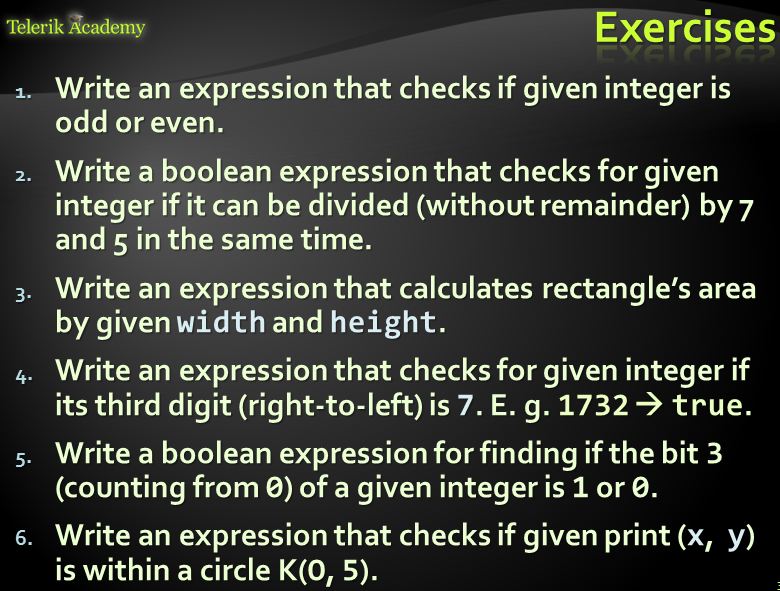 Telerik Academy
Exercises
1. Write an expression that checks if given integer is
odd or even.
2. Write a boolean expression that checks for given
integer if it can be divided (without remainder) by 7
and 5 in the same time.
3. Write an expression that calculates rectangle's area
by given width and height.
4. Write an expression that checks for given integer if
its third digit (right-to-left) is 7. E. g. 1732 → true.
5. Write a boolean expression for finding if the bit 3
(counting from 0) of a given integer is 1 or 0.
6. Write an expression that checks if given print (x, y)
is within a circle K(0, 5).